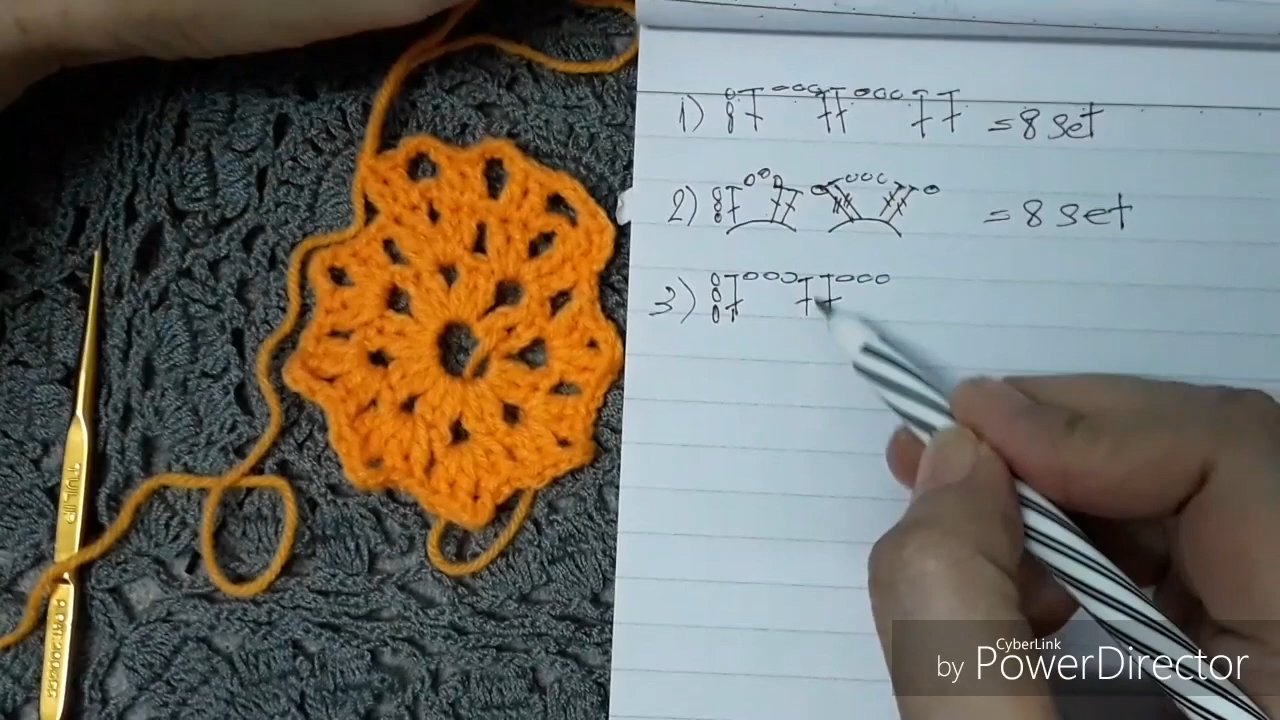 1) = 8 set
2) = 8 set
3)
TULIP
CyberLink
by PowerDirector